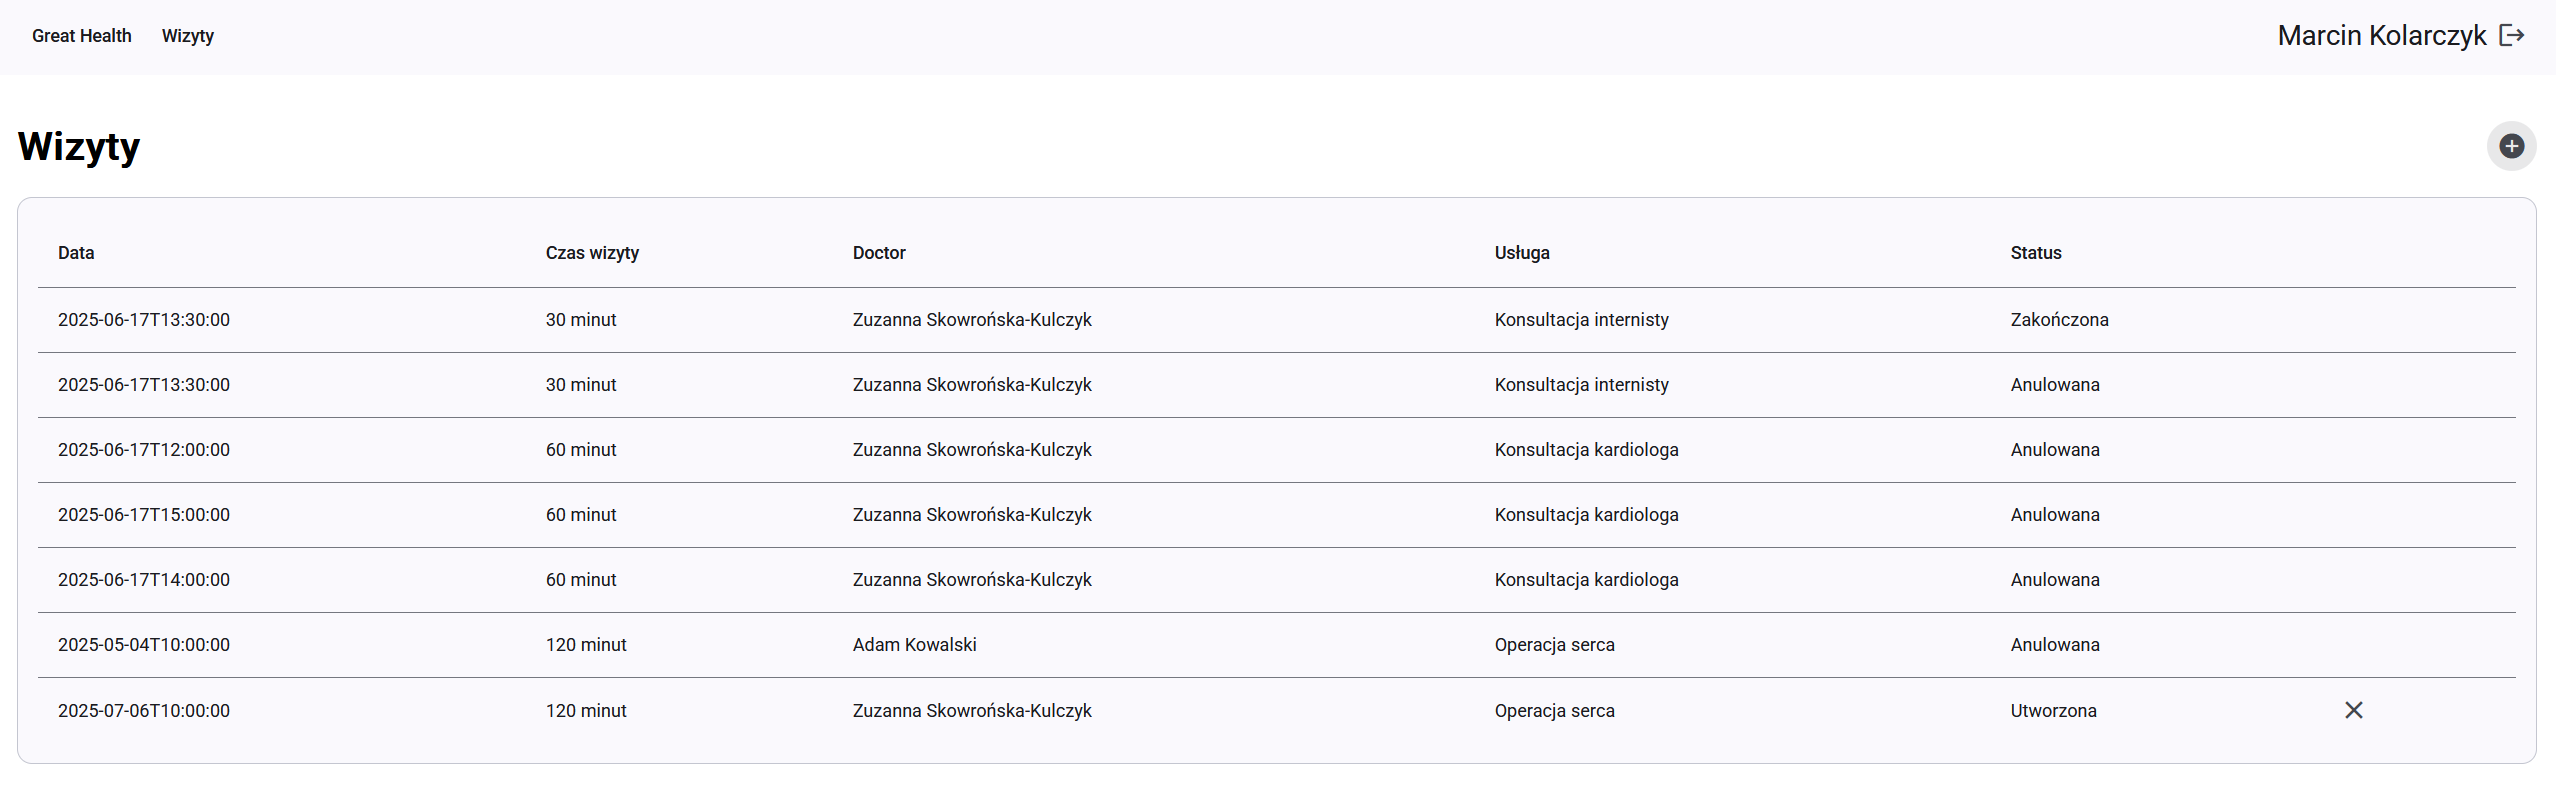 Great Health Wizyty Marcin Kolarczyk
Wizyty
Data Czas wizyty Doctor Usługa Status
2025-06-17T13:30:00 30 minut Zuzanna Skowrońska-Kulczyk Konsultacja internisty Zakończona
2025-06-17T13:30:00 30 minut Zuzanna Skowrońska-Kulczyk Konsultacja internisty Anulowana
2025-06-17T12:00:00 60 minut Zuzanna Skowrońska-Kulczyk Konsultacja kardiologa Anulowana
2025-06-17T15:00:00 60 minut Zuzanna Skowrońska-Kulczyk Konsultacja kardiologa Anulowana
2025-06-17T14:00:00 60 minut Zuzanna Skowrońska-Kulczyk Konsultacja kardiologa Anulowana
2025-05-04T10:00:00 120 minut Adam Kowalski Operacja serca Anulowana
2025-07-06T10:00:00 120 minut Zuzanna Skowrońska-Kulczyk Operacja serca Utworzona